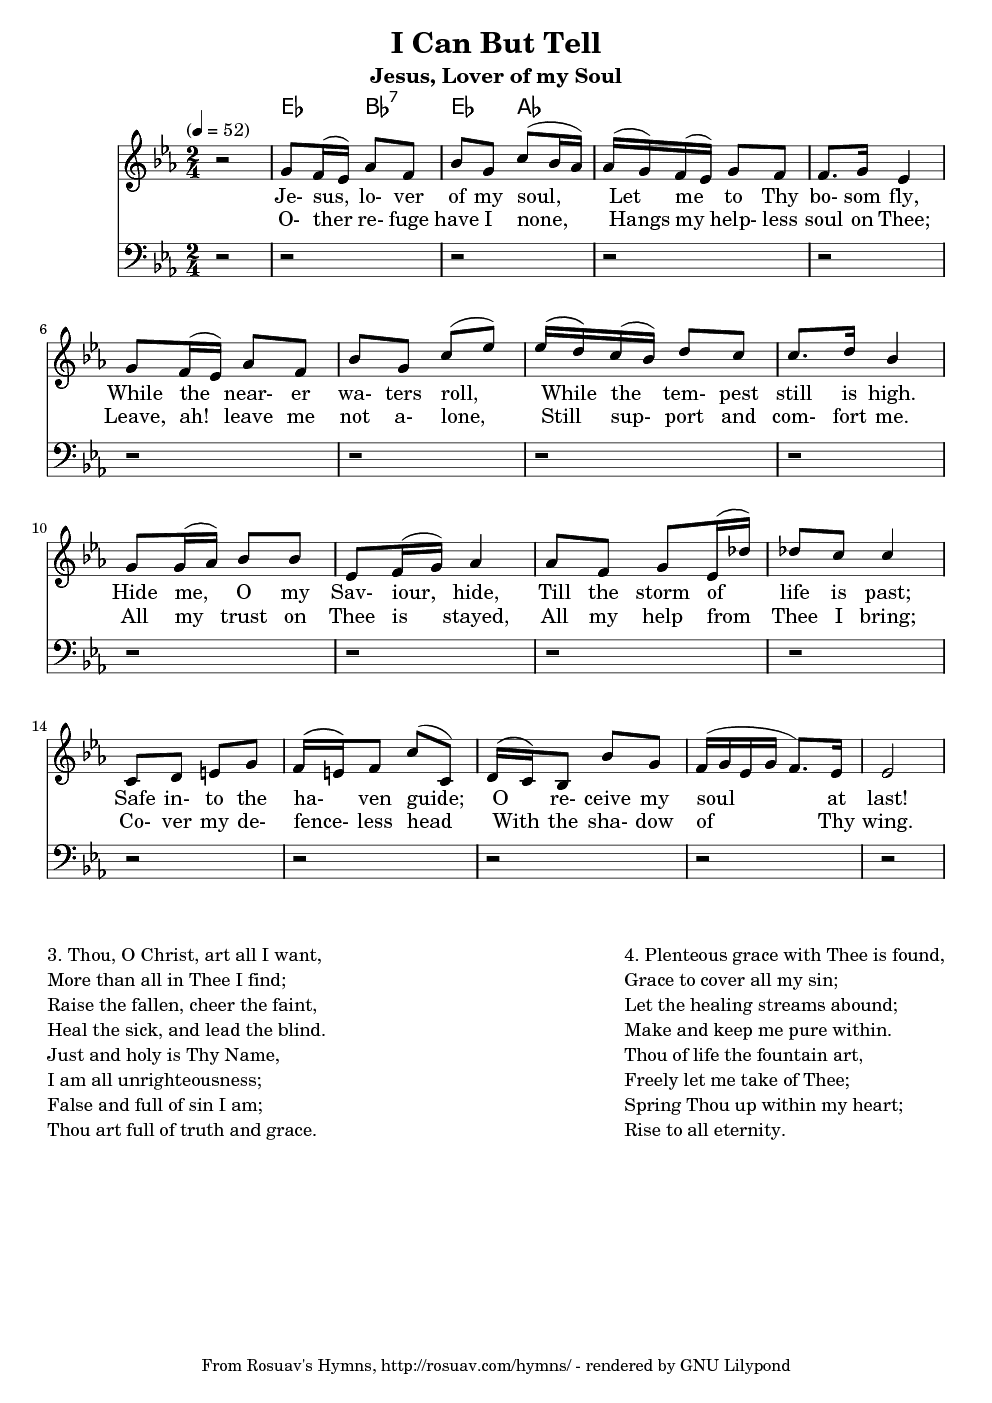 I Can But Tell
Jesus, Lover of my Soul
E♭ B♭7 E♭ A♭
(♩ = 52)
Je- sus, lo- ver of my soul, Let me to Thy bo- som fly,
O- ther re- fuge have I none, Hangs my help- less soul on Thee;
6
While the near- er wa- ters roll, While the tem- pest still is high.
Leave, ah! leave me not a- lone, Still sup- port and com- fort me.
10
Hide me, O my Sav- iour, hide, Till the storm of life is past;
All my trust on Thee is stayed, All my help from Thee I bring;
14
Safe in- to the ha- ven guide; O re- ceive my soul at last!
Co- ver my de- fence- less head With the sha- dow of Thy wing.
3. Thou, O Christ, art all I want,
More than all in Thee I find;
Raise the fallen, cheer the faint,
Heal the sick, and lead the blind.
Just and holy is Thy Name,
I am all unrighteousness;
False and full of sin I am;
Thou art full of truth and grace.
4. Plenteous grace with Thee is found,
Grace to cover all my sin;
Let the healing streams abound;
Make and keep me pure within.
Thou of life the fountain art,
Freely let me take of Thee;
Spring Thou up within my heart;
Rise to all eternity.
From Rosuav's Hymns, http://rosuav.com/hymns/ - rendered by GNU Lilypond